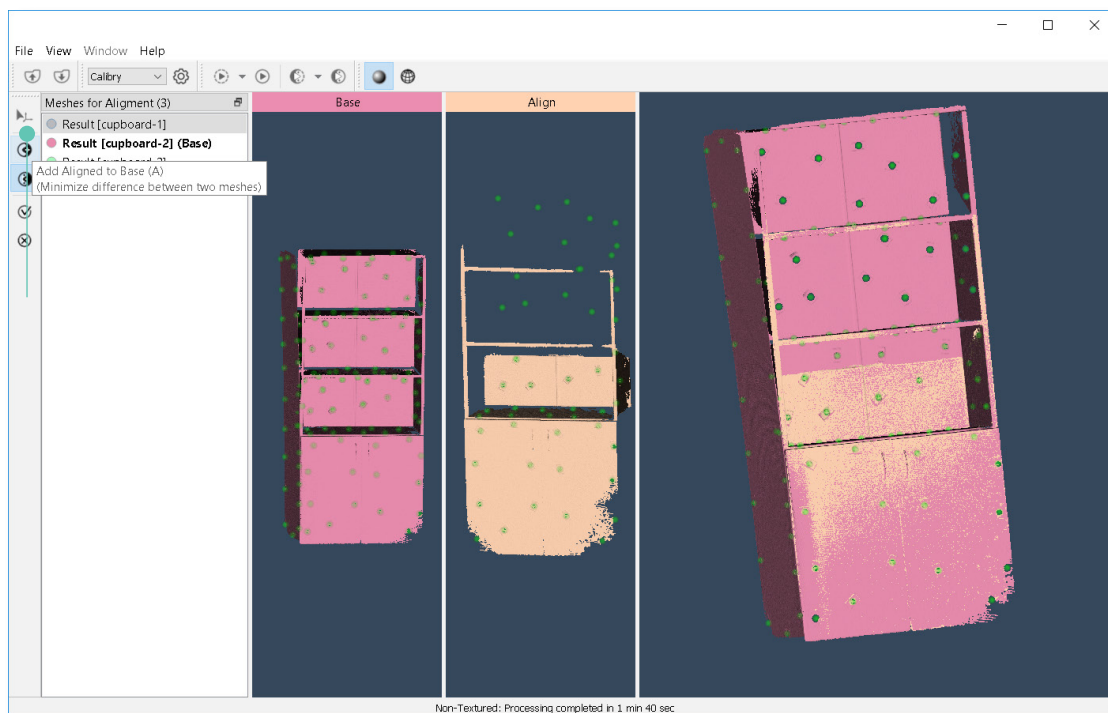 File View Window Help
Calibry
Meshes for Aligment (3)
Base
Align
Result [cupboard-1]
Result [cupboard-2] (Base)
Add Aligned to Base (A)
(Minimize difference between two meshes)
Non-Textured: Processing completed in 1 min 40 sec